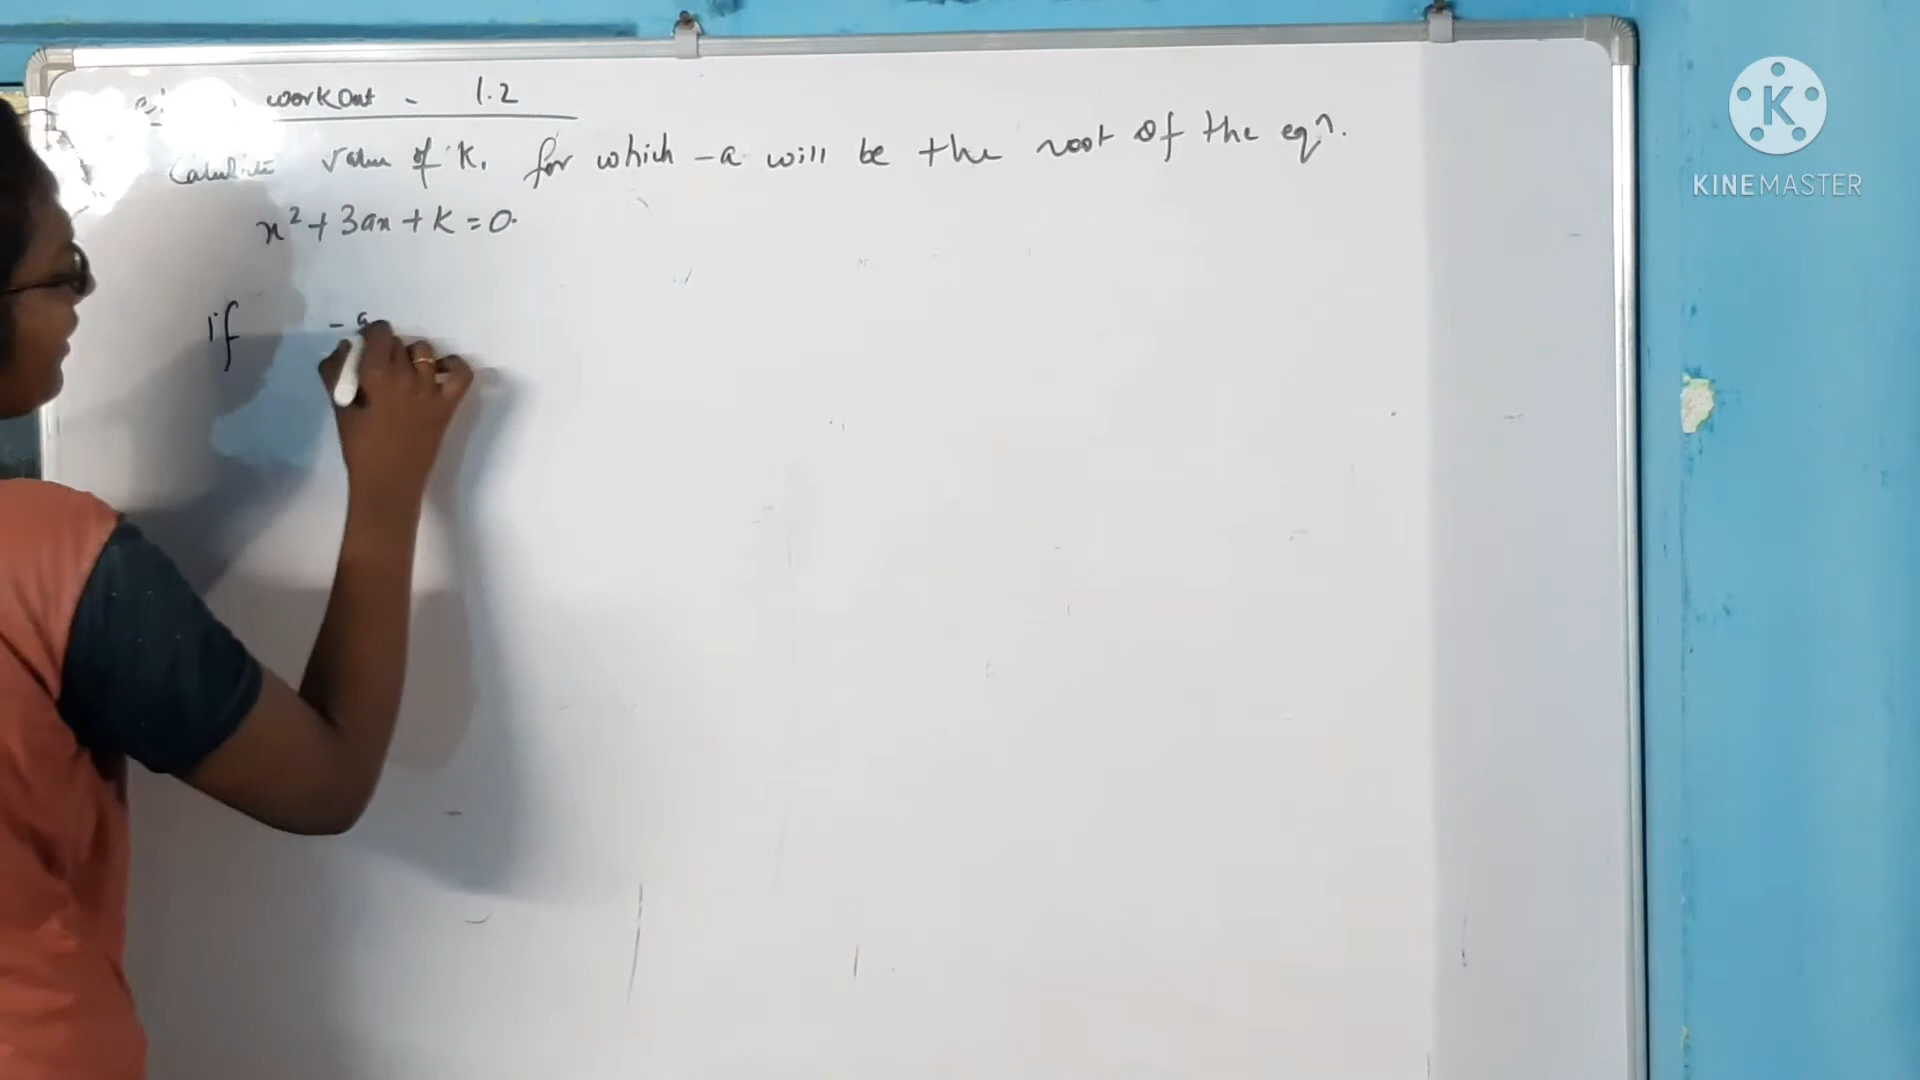 workout - 1.2
Calculate value of K, for which -a will be the root of the eqn.
x² + 3ax + k = 0.
if - a
K
KINEMASTER